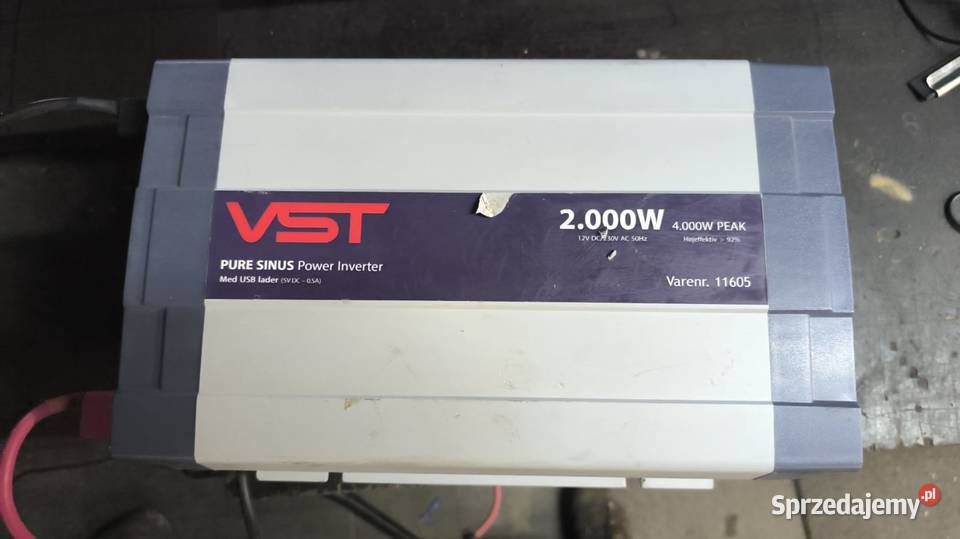 VST
PURE SINUS Power Inverter
Med USB lader (5V DC - 0.5A)
2.000W 4.000W PEAK
12V DC/230V AC 50Hz Højeffektiv > 92%
Varenr. 11605
Sprzedajemy.pl